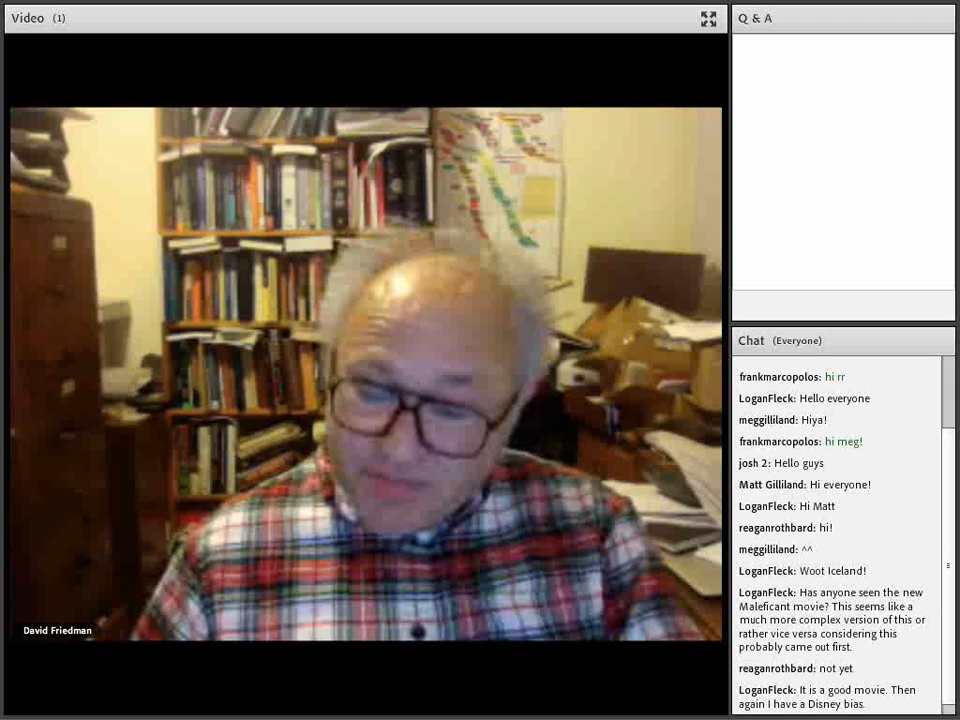 Video (1)
David Friedman
Q & A
Chat (Everyone)
frankmarcopolos: hi rr
LoganFleck: Hello everyone
meggilliland: Hiya!
frankmarcopolos: hi meg!
josh 2: Hello guys
Matt Gilliland: Hi everyone!
LoganFleck: Hi Matt
reaganrothbard: hi!
meggilliland: ^^
LoganFleck: Woot Iceland!
LoganFleck: Has anyone seen the new
Maleficant movie? This seems like a
much more complex version of this or
rather vice versa considering this
probably came out first.
reaganrothbard: not yet
LoganFleck: It is a good movie. Then
again I have a Disney bias.